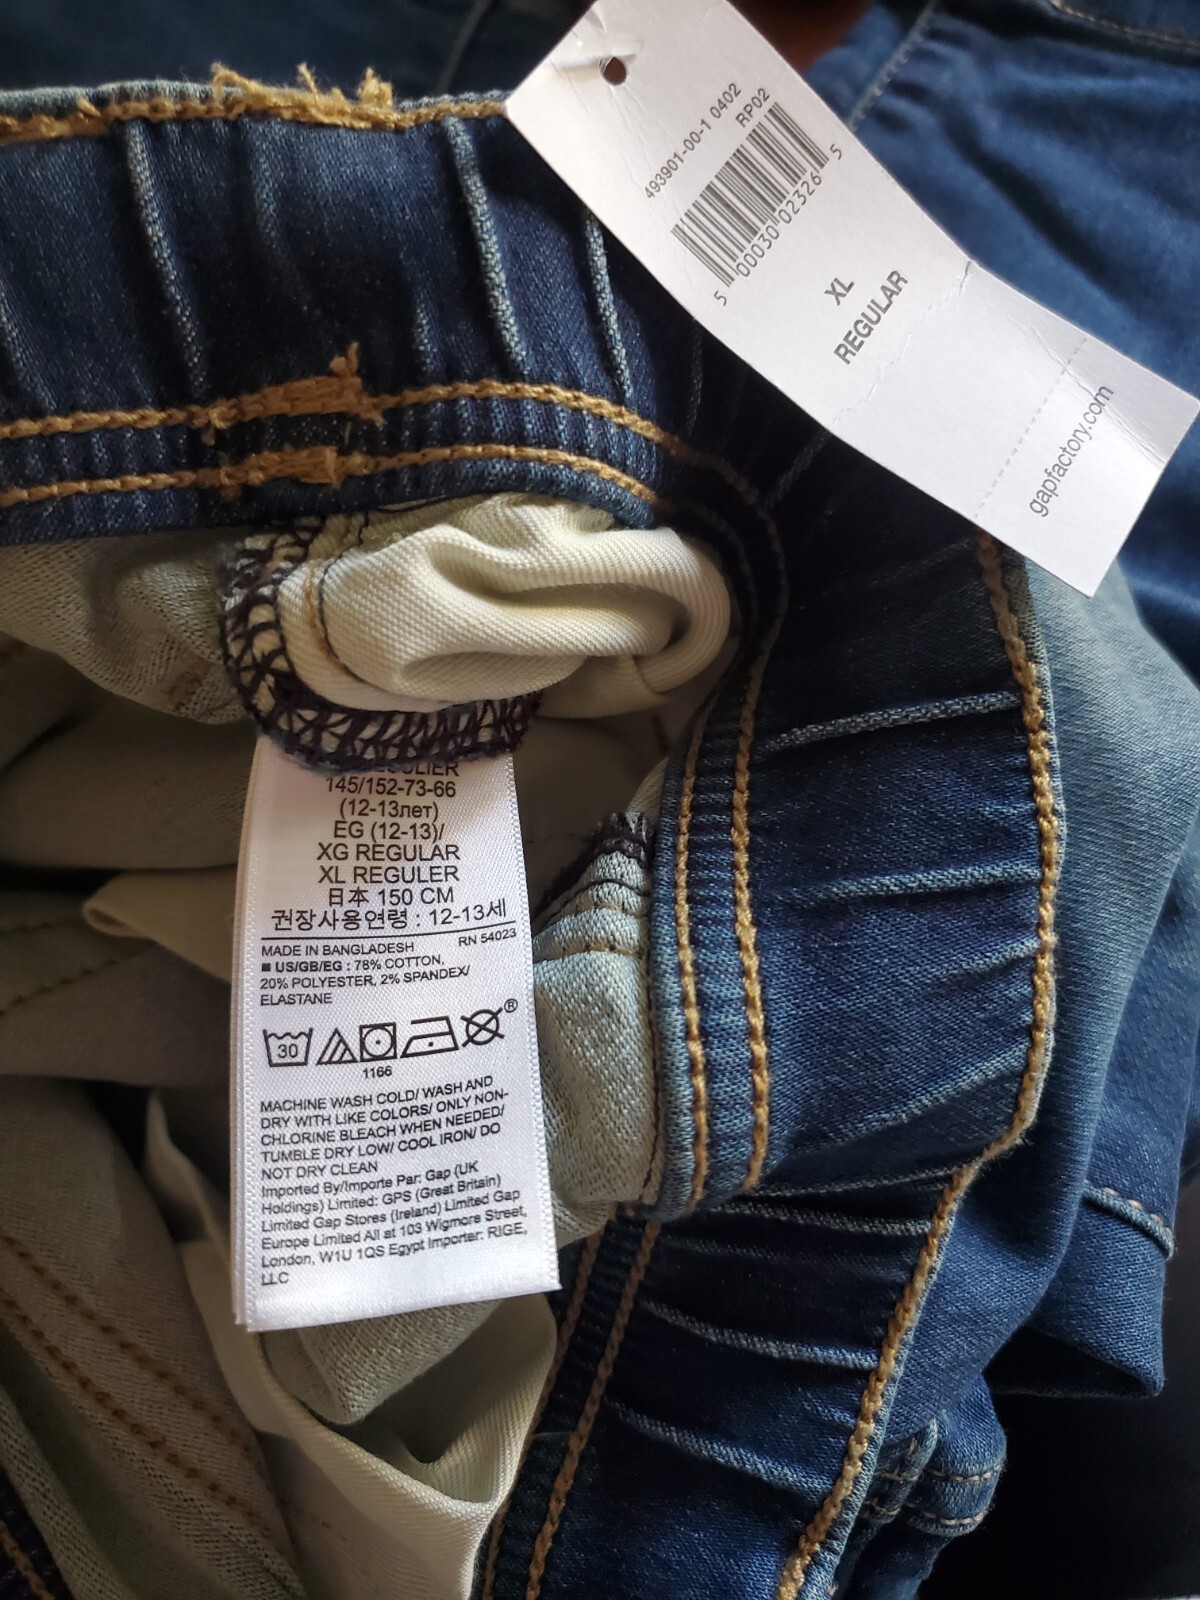 493901-00-1 0402
RP02
5 00030 02326 5
XL
REGULAR
gapfactory.com
145/152-73-66
(12-13лет)
EG (12-13)/
XG REGULAR
XL REGULER
日本 150 CM
권장사용연령 : 12-13세
MADE IN BANGLADESH RN 54023
■ US/GB/EG : 78% COTTON,
20% POLYESTER, 2% SPANDEX/
ELASTANE
30
®
1166
MACHINE WASH COLD/ WASH AND
DRY WITH LIKE COLORS/ ONLY NON-
CHLORINE BLEACH WHEN NEEDED/
TUMBLE DRY LOW/ COOL IRON/ DO
NOT DRY CLEAN
Imported By/Importe Par: Gap (UK
Holdings) Limited: GPS (Great Britain)
Limited Gap Stores (Ireland) Limited Gap
Europe Limited All at 103 Wigmore Street,
London, W1U 1QS Egypt Importer: RIGE,
LLC